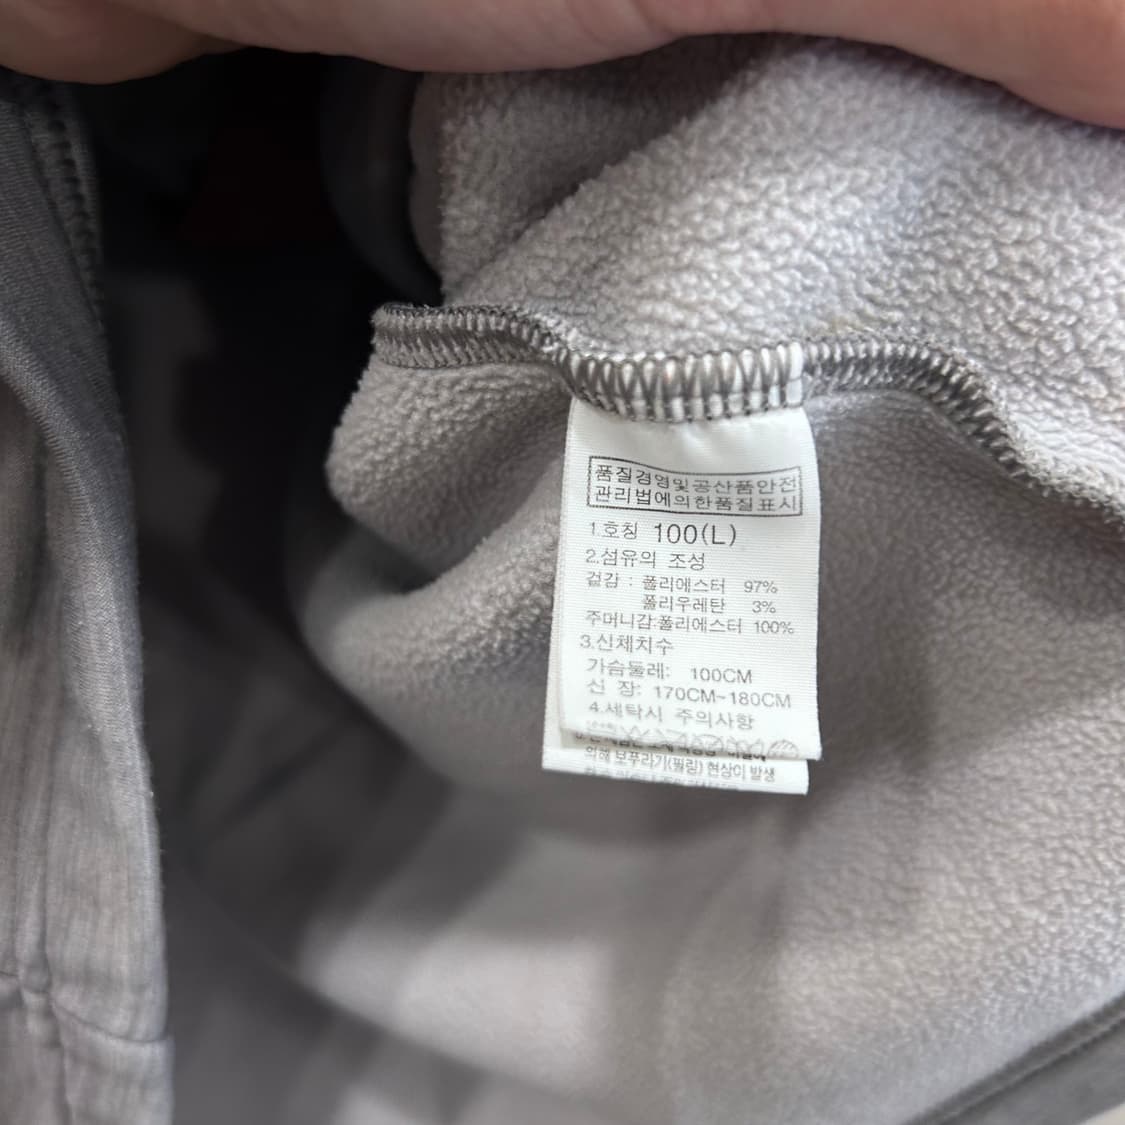 품질경영및공산품안전
관리법에의한품질표시
1.호칭 100(L)
2.섬유의 조성
겉감 : 폴리에스터 97%
폴리우레탄 3%
주머니감:폴리에스터 100%
3.신체치수
가슴둘레: 100CM
신 장: 170CM~180CM
4.세탁시 주의사항
의해 보푸라기(필링) 현상이 발생